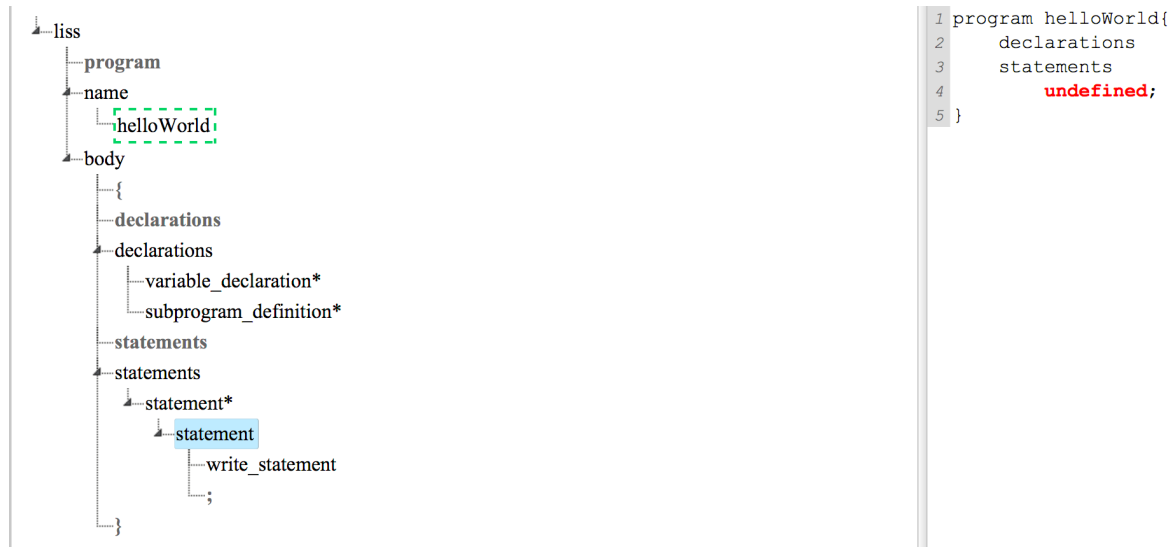 liss
program
name
helloWorld
body
{
declarations
declarations
variable_declaration*
subprogram_definition*
statements
statements
statement*
statement
write_statement
;
}
1 program helloWorld{
2 declarations
3 statements
4 undefined;
5 }